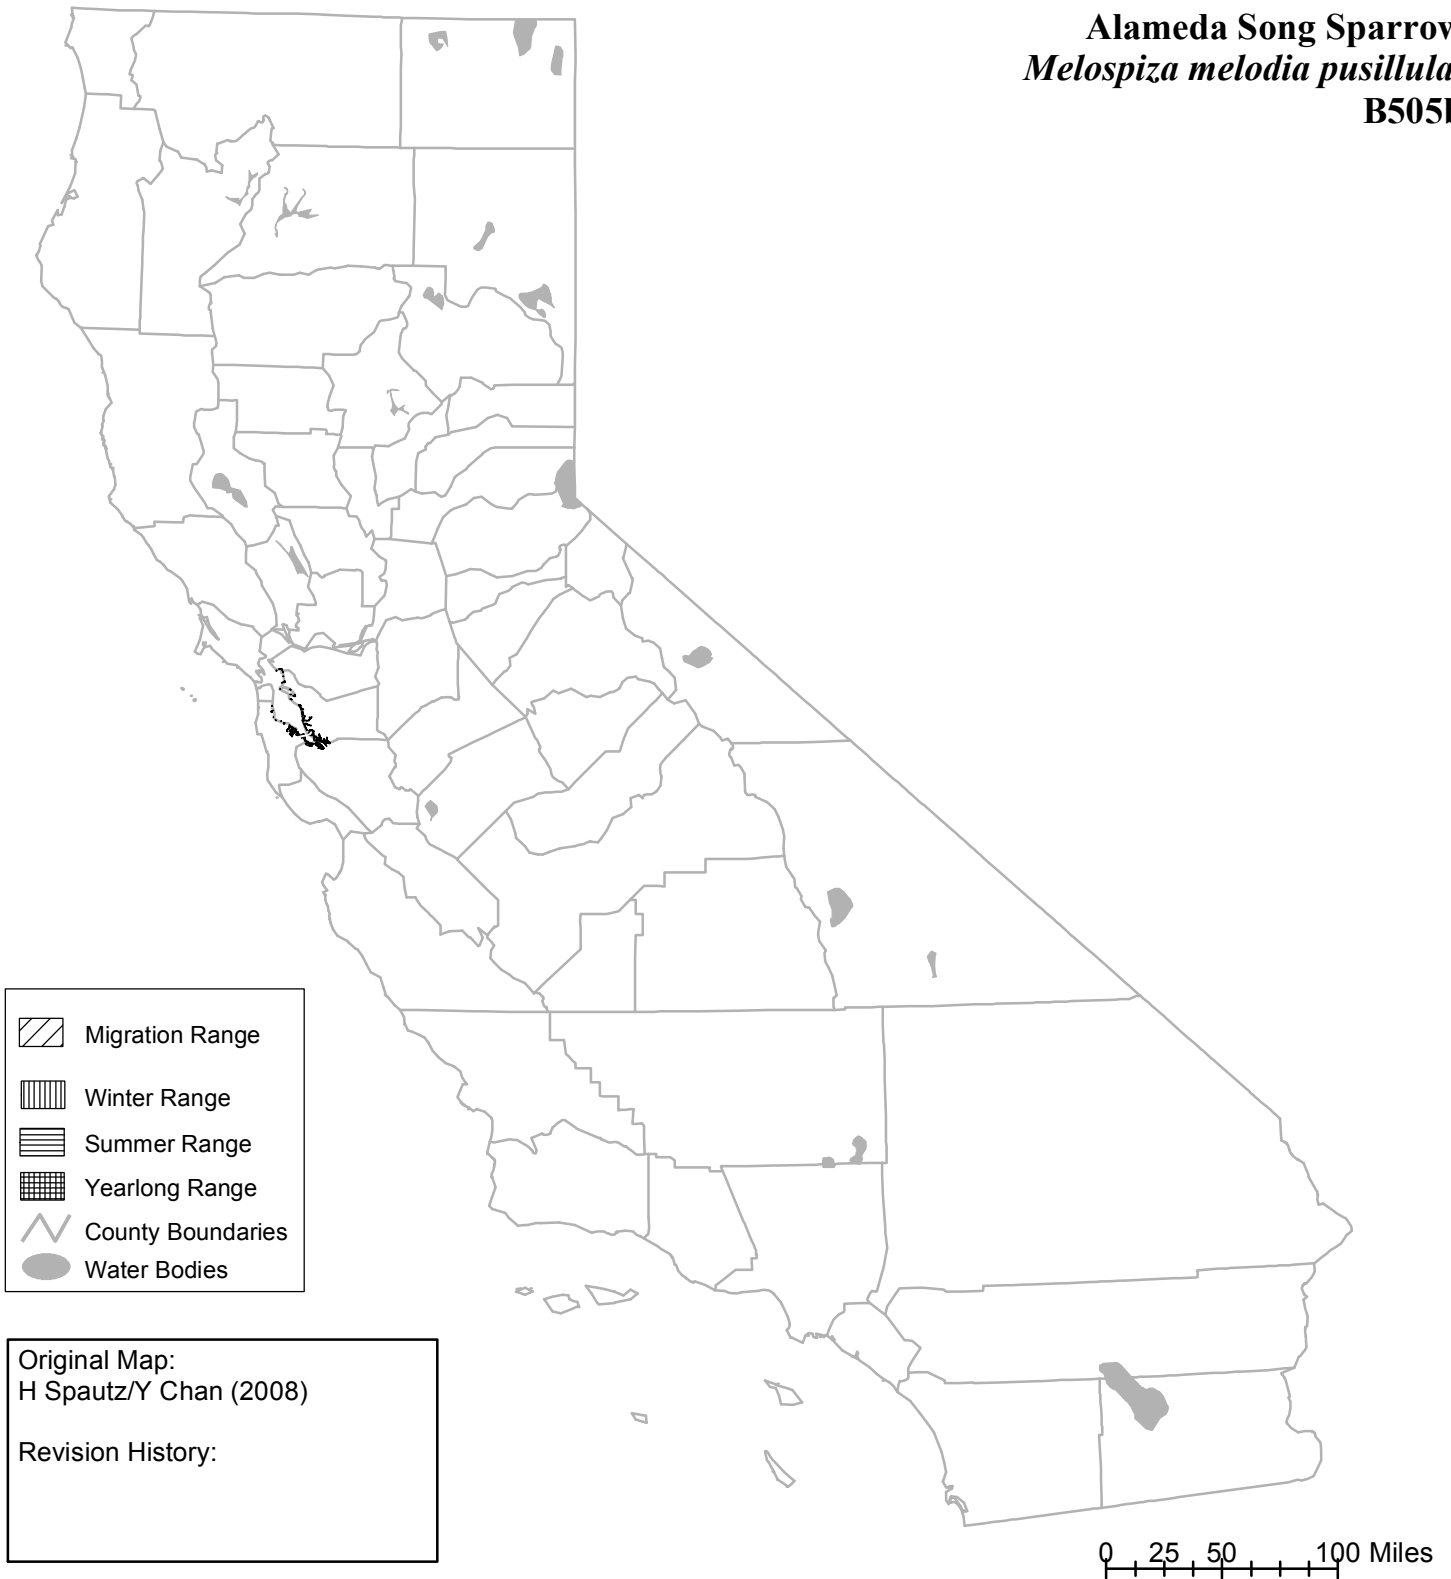 Alameda Song Sparrow
Melospiza melodia pusillula
B505b
Migration Range
Winter Range
Summer Range
Yearlong Range
County Boundaries
Water Bodies
Original Map:
H Spautz/Y Chan (2008)
Revision History:
0 25 50 100 Miles